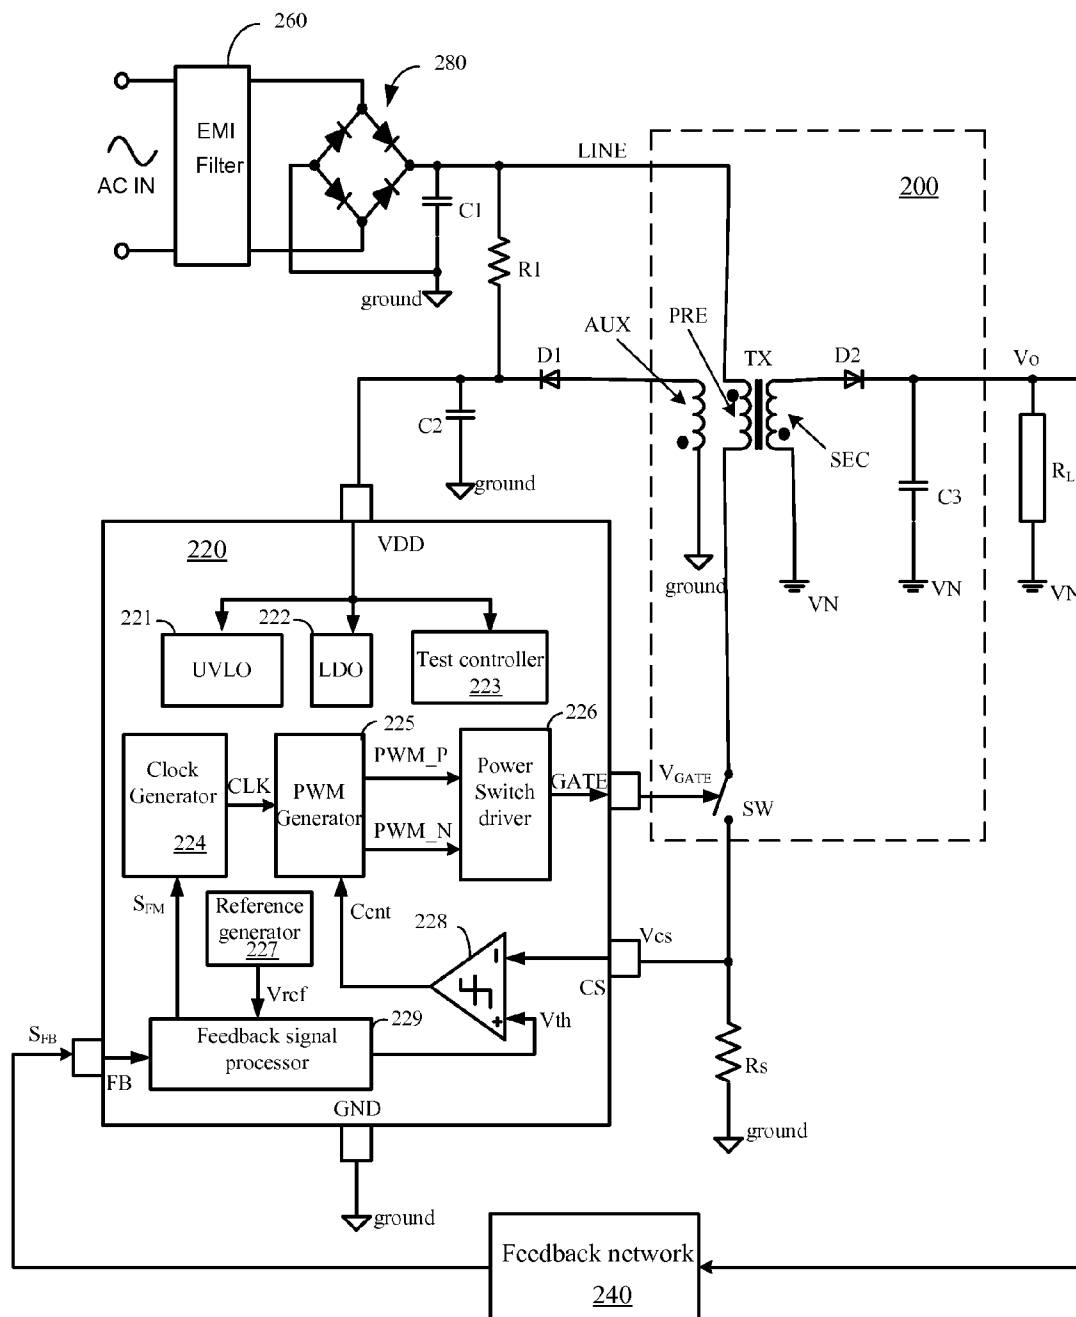 260
280
EMI
Filter
AC IN
LINE
200
C1
R1
ground
AUX
PRE
TX
D1
D2
Vo
C2
SEC
RL
C3
ground
ground
VN
VN
VN
220
VDD
221
222
UVLO
LDO
Test controller
223
225
226
Clock
Generator
224
CLK
PWM
Generator
PWM_P
PWM_N
Power
Switch
driver
GATE
VGATE
SW
SFM
Reference
generator
227
Ccnt
228
Vcs
CS
Vref
Vth
229
SFB
FB
Feedback signal
processor
Rs
GND
ground
ground
Feedback network
240